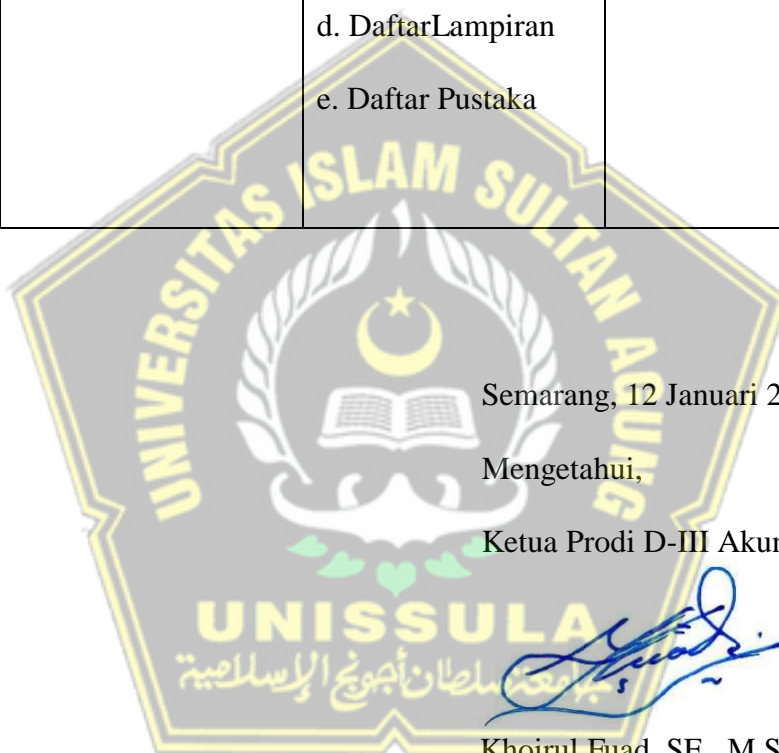 d. DaftarLampiran
e. Daftar Pustaka
UNIVERSITAS ISLAM SULTAN AGUNG
Semarang, 12 Januari 2
Mengetahui,
Ketua Prodi D-III Akun
UNISSULA
جامعة سلطان أجونج الإسلامية
Khoirul Fuad, SE., M.S